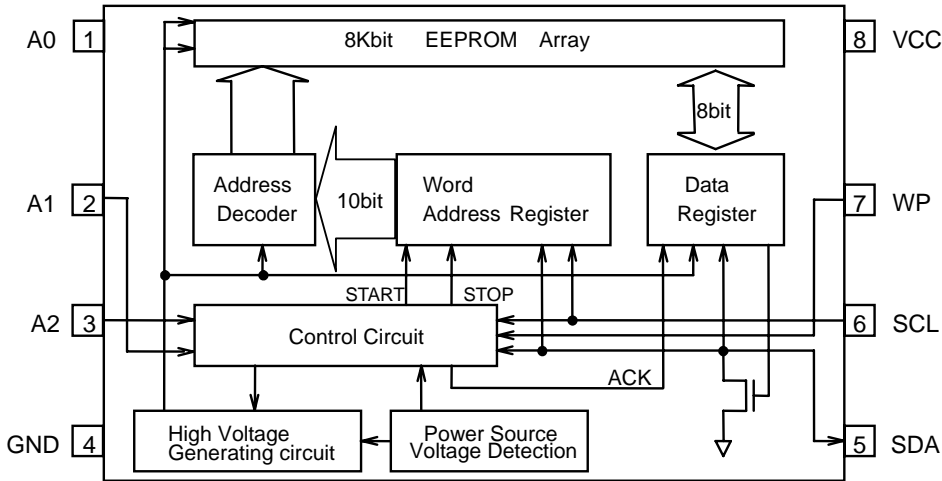 A0 1
8Kbit EEPROM Array
8 VCC
8bit
A1 2
Address
Decoder
10bit
Word
Address Register
Data
Register
7 WP
START
STOP
A2 3
Control Circuit
6 SCL
ACK
GND 4
High Voltage
Generating circuit
Power Source
Voltage Detection
5 SDA